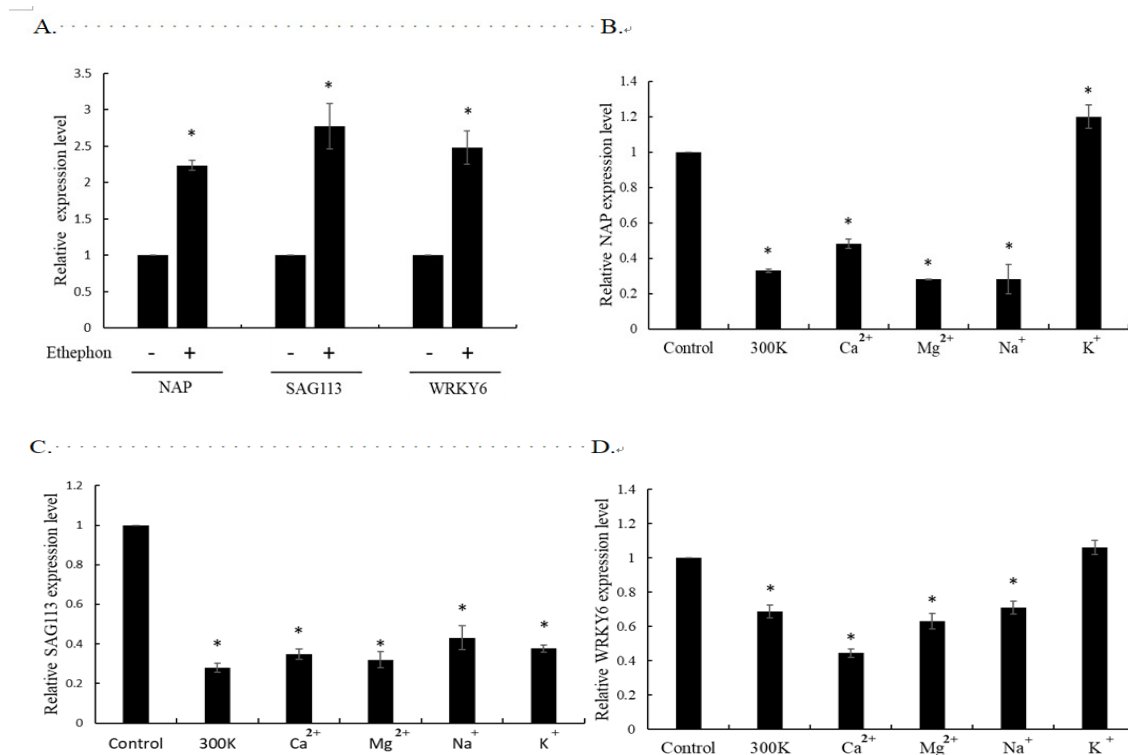 A.
B.
3.5
3
2.5
2
1.5
1
0.5
0
Relative expression level
* * *
Ethephon - + - + - +
NAP SAG113 WRKY6
1.4
1.2
1
0.8
0.6
0.4
0.2
0
Relative NAP expression level
* * * * *
Control 300K Ca2+ Mg2+ Na+ K+
C.
D.
1.2
1
0.8
0.6
0.4
0.2
0
Relative SAG113 expression level
* * * * *
Control 300K Ca2+ Mg2+ Na+ K+
1.4
1.2
1
0.8
0.6
0.4
0.2
0
Relative WRKY6 expression level
* * * *
Control 300K Ca2+ Mg2+ Na+ K+